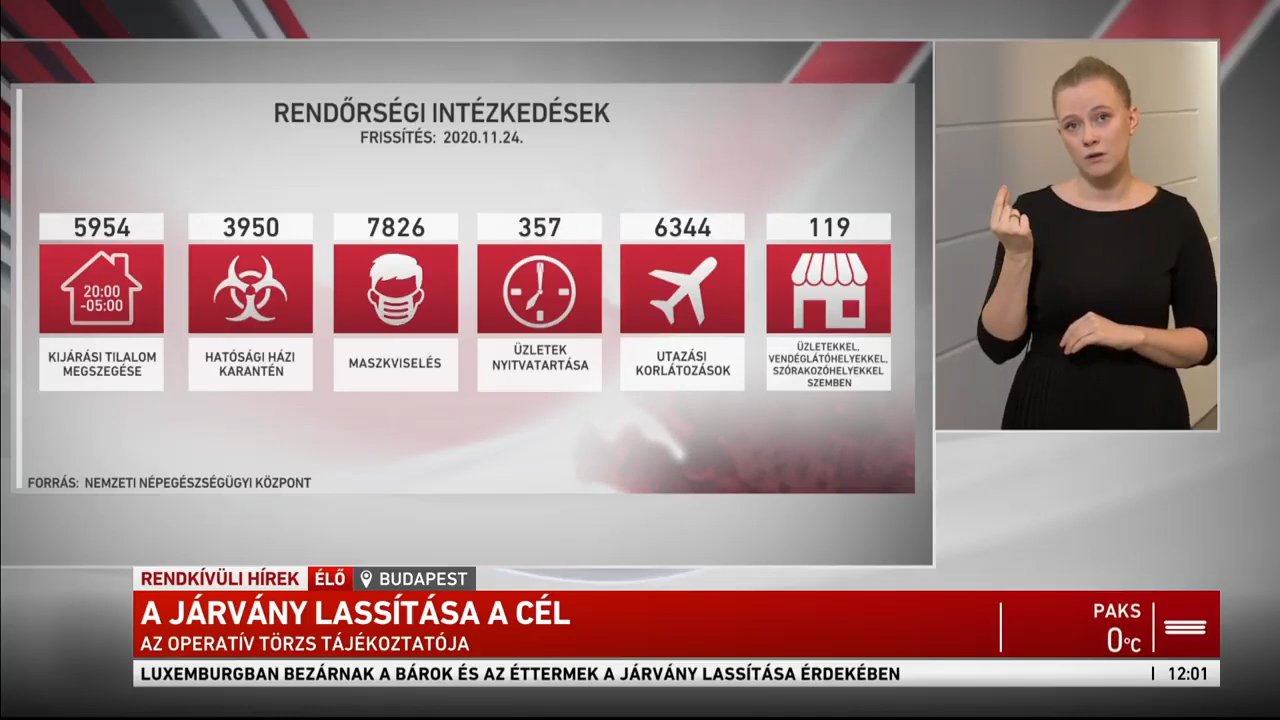 RENDŐRSÉGI INTÉZKEDÉSEK
FRISSÍTÉS: 2020.11.24.
5954
20:00
-05:00
KIJÁRÁSI TILALOM
MEGSZEGÉSE
3950
HATÓSÁGI HÁZI
KARANTÉN
7826
MASZKVISELÉS
357
ÜZLETEK
NYITVATARTÁSA
6344
UTAZÁSI
KORLÁTOZÁSOK
119
ÜZLETEKKEL,
VENDÉGLÁTÓHELYEKKEL,
SZÓRAKOZÓHELYEKKEL
SZEMBEN
FORRÁS: NEMZETI NÉPEGÉSZSÉGÜGYI KÖZPONT
RENDKÍVÜLI HÍREK ÉLŐ BUDAPEST
A JÁRVÁNY LASSÍTÁSA A CÉL
AZ OPERATÍV TÖRZS TÁJÉKOZTATÓJA
PAKS
0°C
LUXEMBURGBAN BEZÁRNAK A BÁROK ÉS AZ ÉTTERMEK A JÁRVÁNY LASSÍTÁSA ÉRDEKÉBEN
12:01